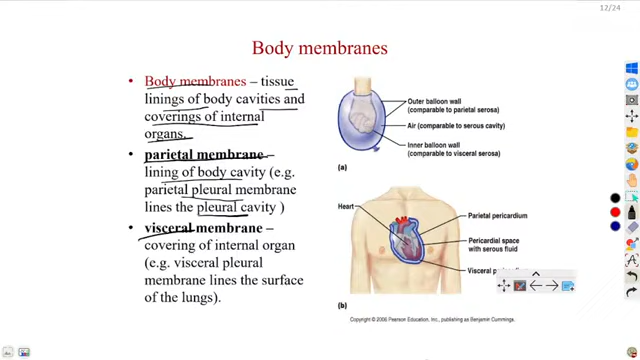 12/24
Body membranes
• Body membranes – tissue
linings of body cavities and
coverings of internal
organs.
• parietal membrane –
lining of body cavity (e.g.
parietal pleural membrane
lines the pleural cavity )
• visceral membrane –
covering of internal organ
(e.g. visceral pleural
membrane lines the surface
of the lungs).
Outer balloon wall
(comparable to parietal serosa)
Air (comparable to serous cavity)
Inner balloon wall
(comparable to visceral serosa)
(a)
Heart
Parietal pericardium
Pericardial space
with serous fluid
Visceral
(b)
Copyright © 2006 Pearson Education, Inc., publishing as Benjamin Cummings.